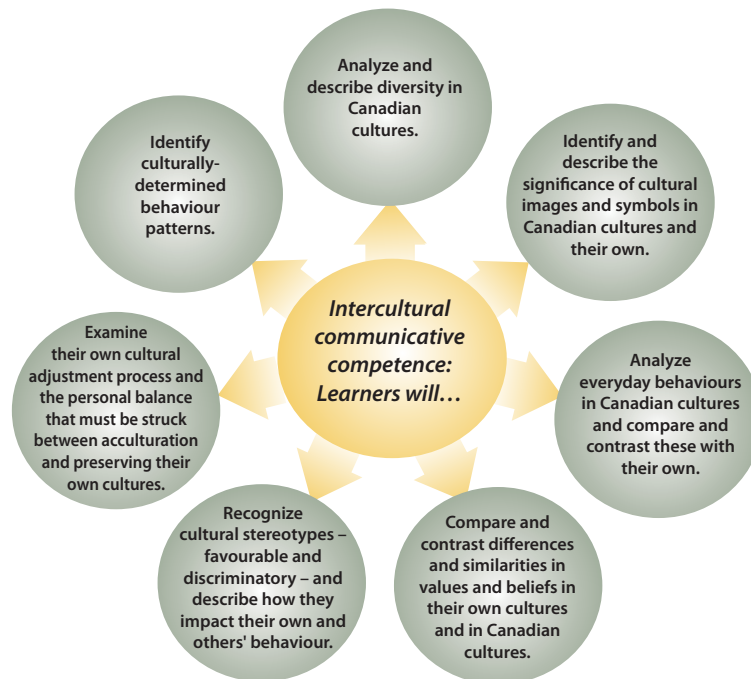 Analyze and
describe diversity in
Canadian
cultures.
Identify and
describe the
significance of cultural
images and symbols in
Canadian cultures and
their own.
Analyze
everyday behaviours
in Canadian cultures
and compare and
contrast these with
their own.
Compare and
contrast differences
and similarities in
values and beliefs in
their own cultures
and in Canadian
cultures.
Recognize
cultural stereotypes –
favourable and
discriminatory – and
describe how they
impact their own and
others' behaviour.
Examine
their own cultural
adjustment process and
the personal balance
that must be struck
between acculturation
and preserving their
own cultures.
Identify
culturally-
determined
behaviour
patterns.
Intercultural
communicative
competence:
Learners will…